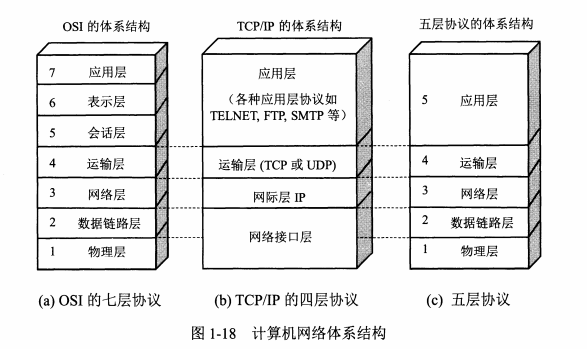 OSI 的体系结构
TCP/IP 的体系结构
五层协议的体系结构
7 应用层
6 表示层
5 会话层
4 运输层
3 网络层
2 数据链路层
1 物理层
应用层
(各种应用层协议如
TELNET, FTP, SMTP 等)
运输层 (TCP 或 UDP)
网际层 IP
网络接口层
5 应用层
4 运输层
3 网络层
2 数据链路层
1 物理层
(a) OSI 的七层协议
(b) TCP/IP 的四层协议
(c) 五层协议
图 1-18 计算机网络体系结构